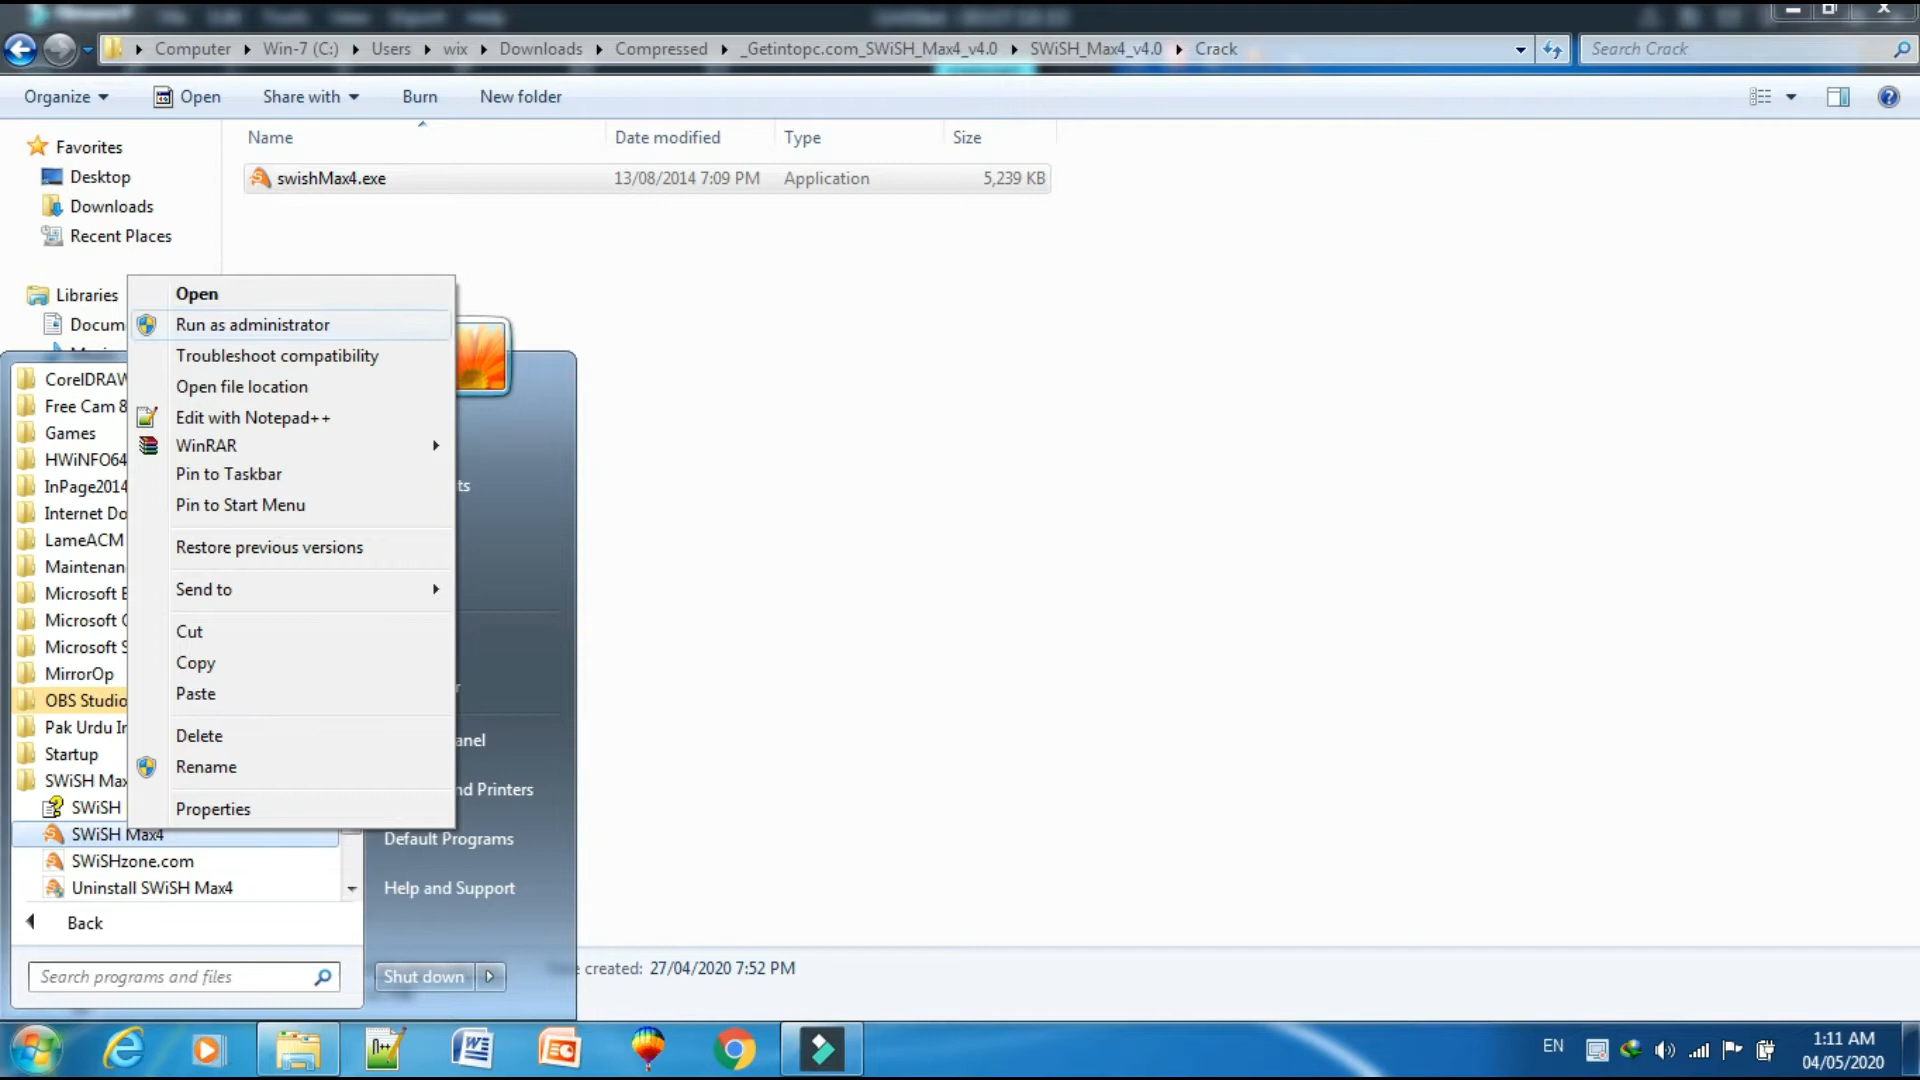 Computer Win-7 (C:) Users wix Downloads Compressed _Getintopc.com_SWiSH_Max4_v4.0 SWiSH_Max4_v4.0 Crack
Search Crack
Organize Open Share with Burn New folder
Name Date modified Type Size
swishMax4.exe 13/08/2014 7:09 PM Application 5,239 KB
Favorites
Desktop
Downloads
Recent Places
Libraries
Docum
Open
Run as administrator
Troubleshoot compatibility
Open file location
Edit with Notepad++
WinRAR
Pin to Taskbar
Pin to Start Menu
Restore previous versions
Send to
Cut
Copy
Paste
Delete
Rename
Properties
CorelDRAW
Free Cam 8
Games
HWiNFO64
InPage2014
Internet Do
LameACM
Maintenan
Microsoft E
Microsoft
Microsoft S
MirrorOp
OBS Studio
Pak Urdu In
Startup
SWiSH Max
SWiSH
SWiSH Max4
SWiSHzone.com
Uninstall SWiSH Max4
Back
Search programs and files
ts
anel
nd Printers
Default Programs
Help and Support
Shut down
created: 27/04/2020 7:52 PM
EN
1:11 AM
04/05/2020